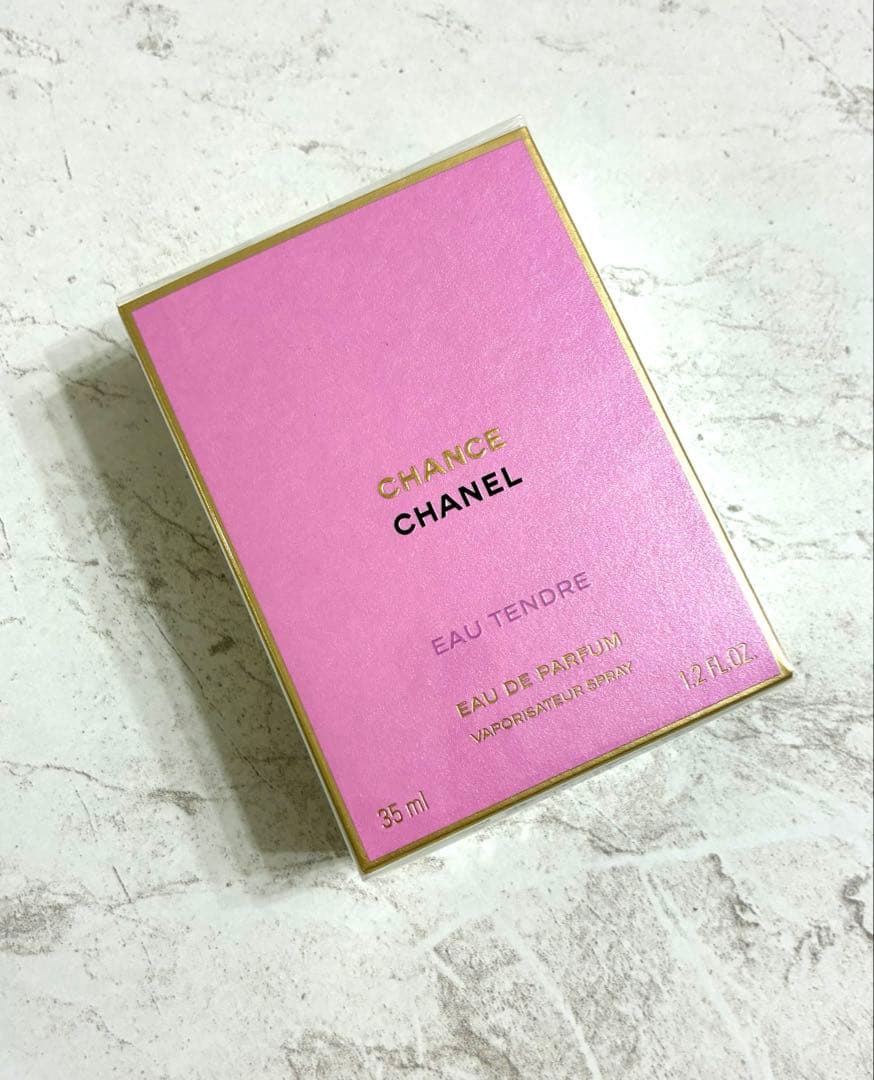 CHANCE
CHANEL
EAU TENDRE
EAU DE PARFUM
VAPORISATEUR SPRAY
35 ml
1.2 FL.OZ.